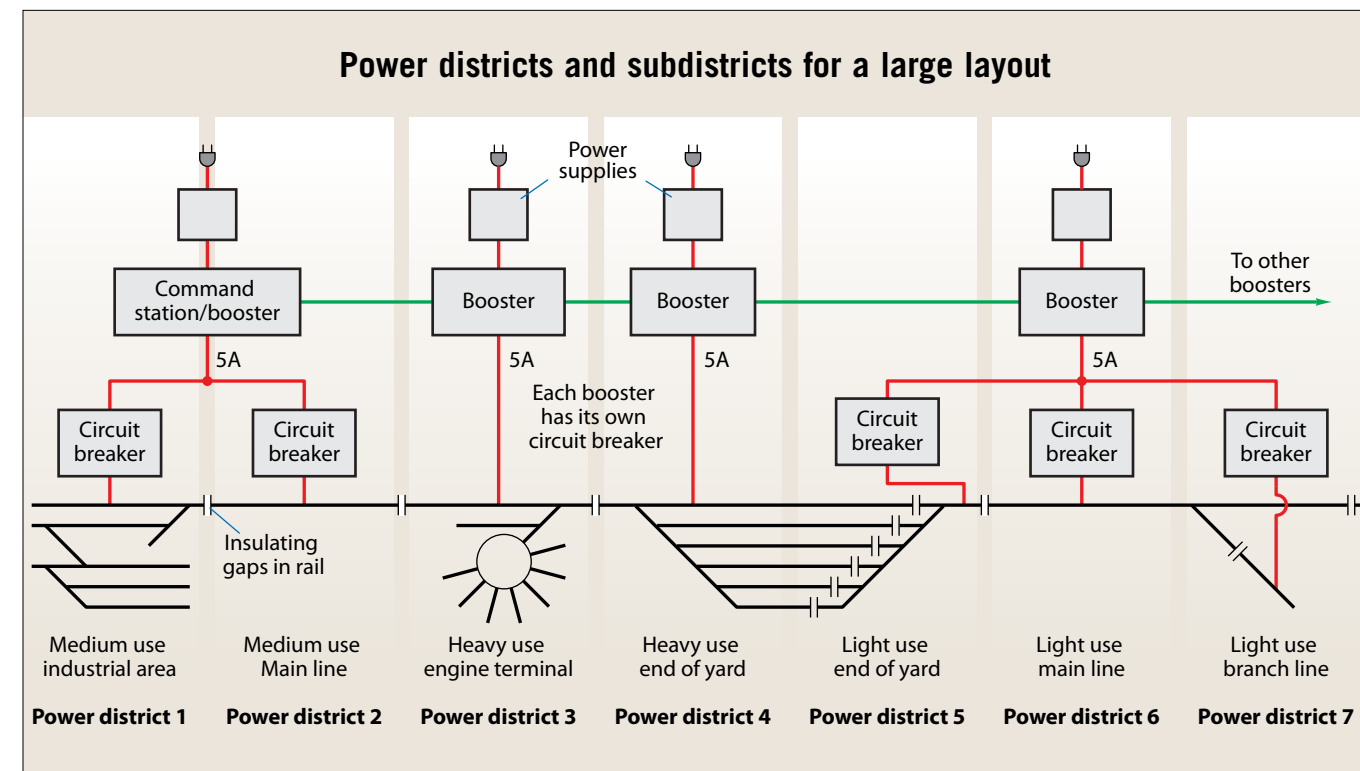 Power districts and subdistricts for a large layout
Power
supplies
Command
station/booster
Booster
Booster
Booster
To other
boosters
5A
5A
5A
5A
Each booster
has its own
circuit breaker
Circuit
breaker
Circuit
breaker
Circuit
breaker
Circuit
breaker
Circuit
breaker
Insulating
gaps in rail
Medium use
industrial area
Medium use
Main line
Heavy use
engine terminal
Heavy use
end of yard
Light use
end of yard
Light use
main line
Light use
branch line
Power district 1
Power district 2
Power district 3
Power district 4
Power district 5
Power district 6
Power district 7